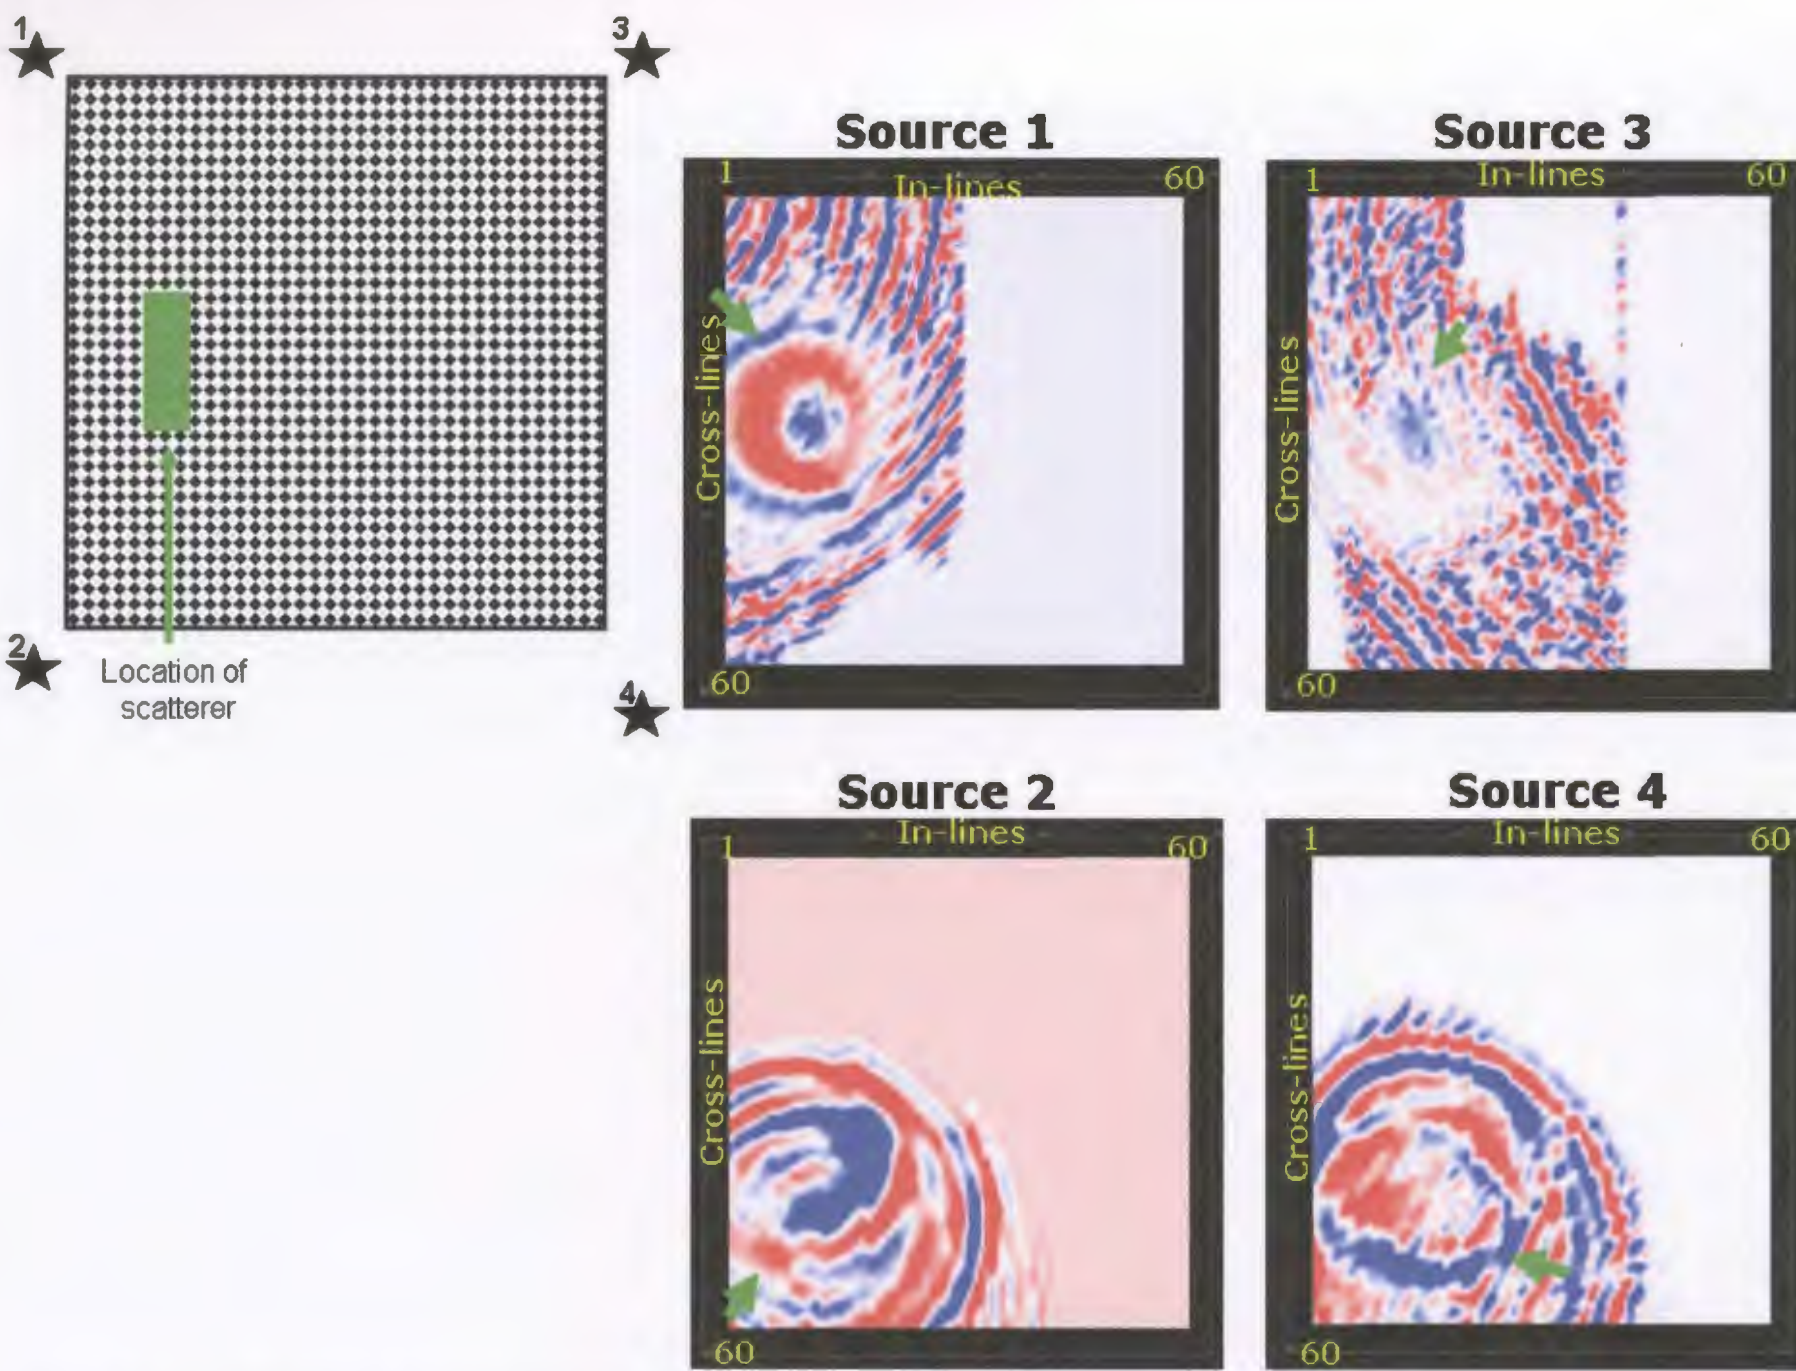 1
3
2
Location of
scatterer
4
Source 1
1
In-lines
60
Cross-lines
60
Source 3
1
In-lines
60
Cross-lines
60
Source 2
1
In-lines
60
Cross-lines
60
Source 4
1
In-lines
60
Cross-lines
60